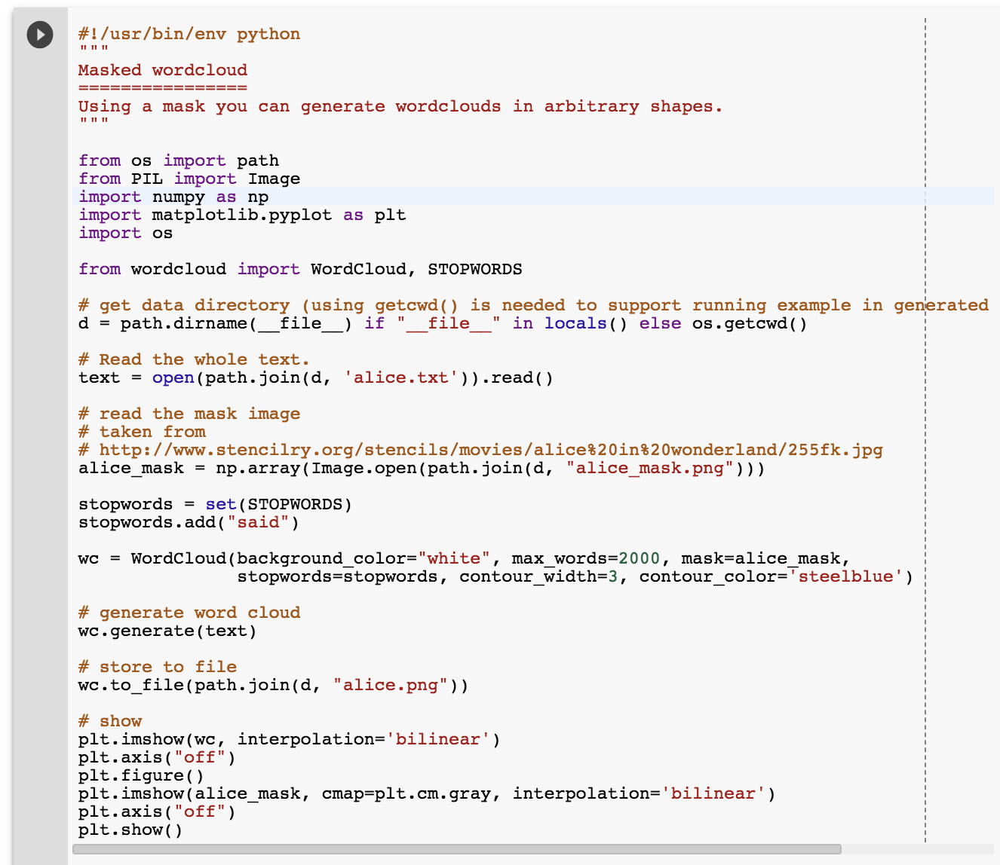 #!/usr/bin/env python
"""
Masked wordcloud
================
Using a mask you can generate wordclouds in arbitrary shapes.
"""
from os import path
from PIL import Image
import numpy as np
import matplotlib.pyplot as plt
import os
from wordcloud import WordCloud, STOPWORDS
# get data directory (using getcwd() is needed to support running example in generated
d = path.dirname(__file__) if "__file__" in locals() else os.getcwd()
# Read the whole text.
text = open(path.join(d, 'alice.txt')).read()
# read the mask image
# taken from
# http://www.stencilry.org/stencils/movies/alice%20in%20wonderland/255fk.jpg
alice_mask = np.array(Image.open(path.join(d, "alice_mask.png")))
stopwords = set(STOPWORDS)
stopwords.add("said")
wc = WordCloud(background_color="white", max_words=2000, mask=alice_mask,
               stopwords=stopwords, contour_width=3, contour_color='steelblue')
# generate word cloud
wc.generate(text)
# store to file
wc.to_file(path.join(d, "alice.png"))
# show
plt.imshow(wc, interpolation='bilinear')
plt.axis("off")
plt.figure()
plt.imshow(alice_mask, cmap=plt.cm.gray, interpolation='bilinear')
plt.axis("off")
plt.show()